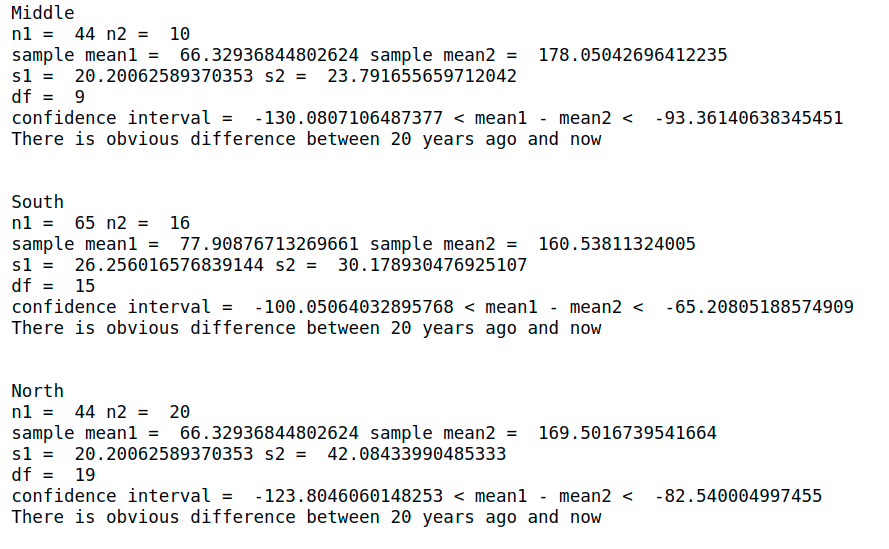 Middle
n1 =  44 n2 =  10
sample mean1 =  66.32936844802624 sample mean2 =  178.05042696412235
s1 =  20.20062589370353 s2 =  23.791655659712042
df =  9
confidence interval =  -130.0807106487377 < mean1 - mean2 <  -93.36140638345451
There is obvious difference between 20 years ago and now
South
n1 =  65 n2 =  16
sample mean1 =  77.90876713269661 sample mean2 =  160.53811324005
s1 =  26.256016576839144 s2 =  30.178930476925107
df =  15
confidence interval =  -100.05064032895768 < mean1 - mean2 <  -65.20805188574909
There is obvious difference between 20 years ago and now
North
n1 =  44 n2 =  20
sample mean1 =  66.32936844802624 sample mean2 =  169.5016739541664
s1 =  20.20062589370353 s2 =  42.08433990485333
df =  19
confidence interval =  -123.8046060148253 < mean1 - mean2 <  -82.540004997455
There is obvious difference between 20 years ago and now